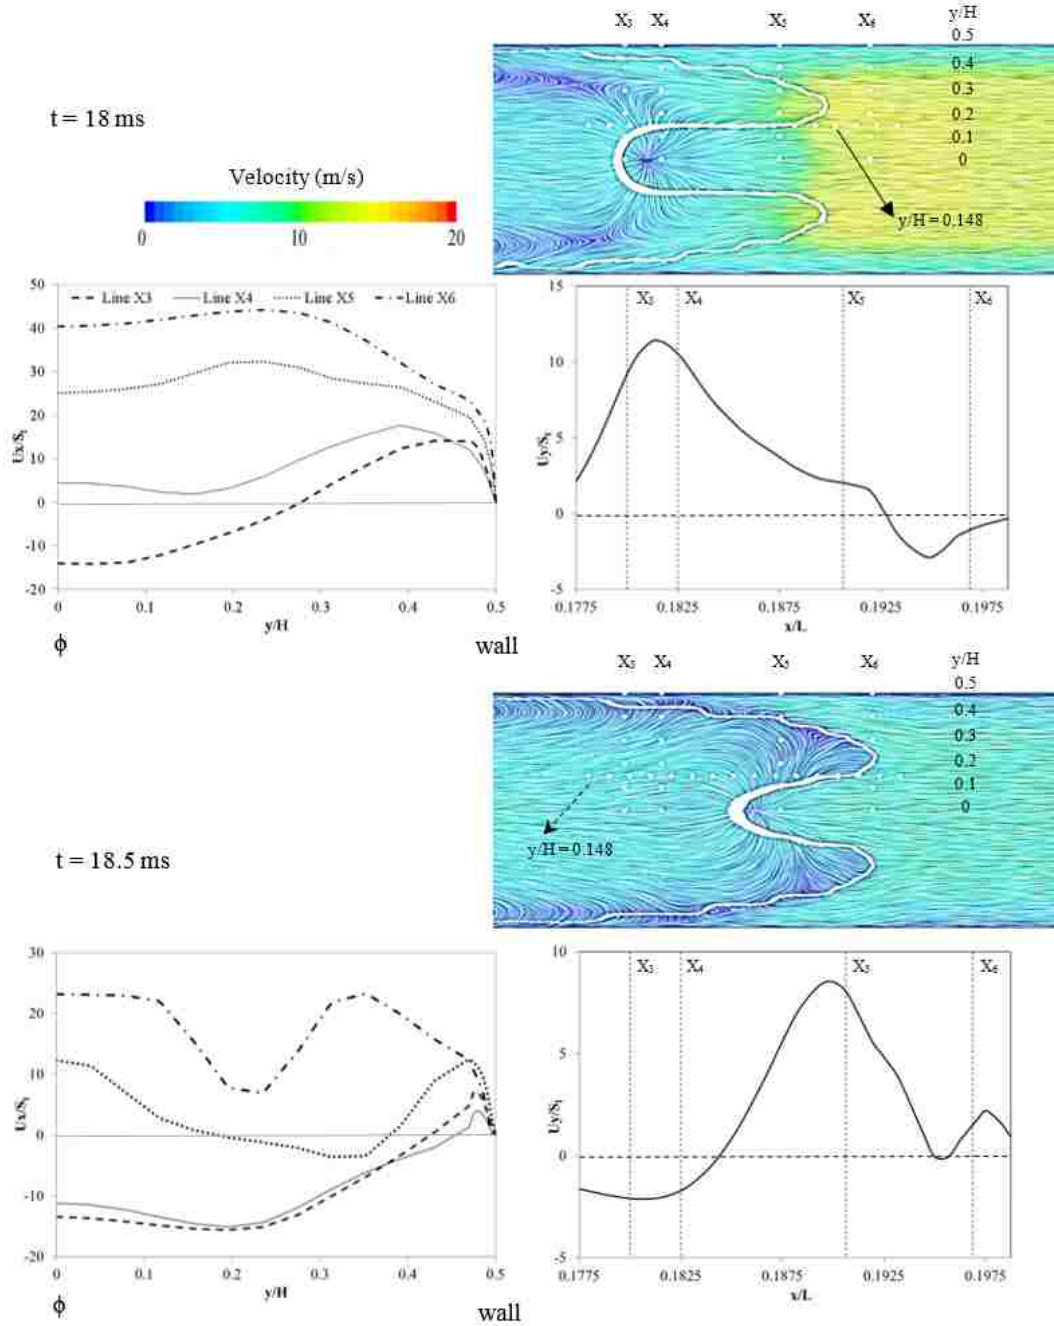 X₃ X₄ X₅ X₆ y/H
0.5
0.4
0.3
0.2
0.1
0
t = 18 ms
Velocity (m/s)
0 10 20
y/H = 0.148
Line X3 Line X4 Line X5 Line X6
50
40
30
20
10
0
-10
-20
Ux/Sₗ
0 0.1 0.2 0.3 0.4 0.5
y/H
ϕ wall
X₃ X₄ X₅ X₆
15
10
5
0
-5
Uy/Sₗ
0.1775 0.1825 0.1875 0.1925 0.1975
x/L
X₃ X₄ X₅ X₆ y/H
0.5
0.4
0.3
0.2
0.1
0
t = 18.5 ms
y/H = 0.148
30
20
10
0
-10
-20
Ux/Sₗ
0 0.1 0.2 0.3 0.4 0.5
y/H
ϕ wall
X₃ X₄ X₅ X₆
10
5
0
-5
Uy/Sₗ
0.1775 0.1825 0.1875 0.1925 0.1975
x/L